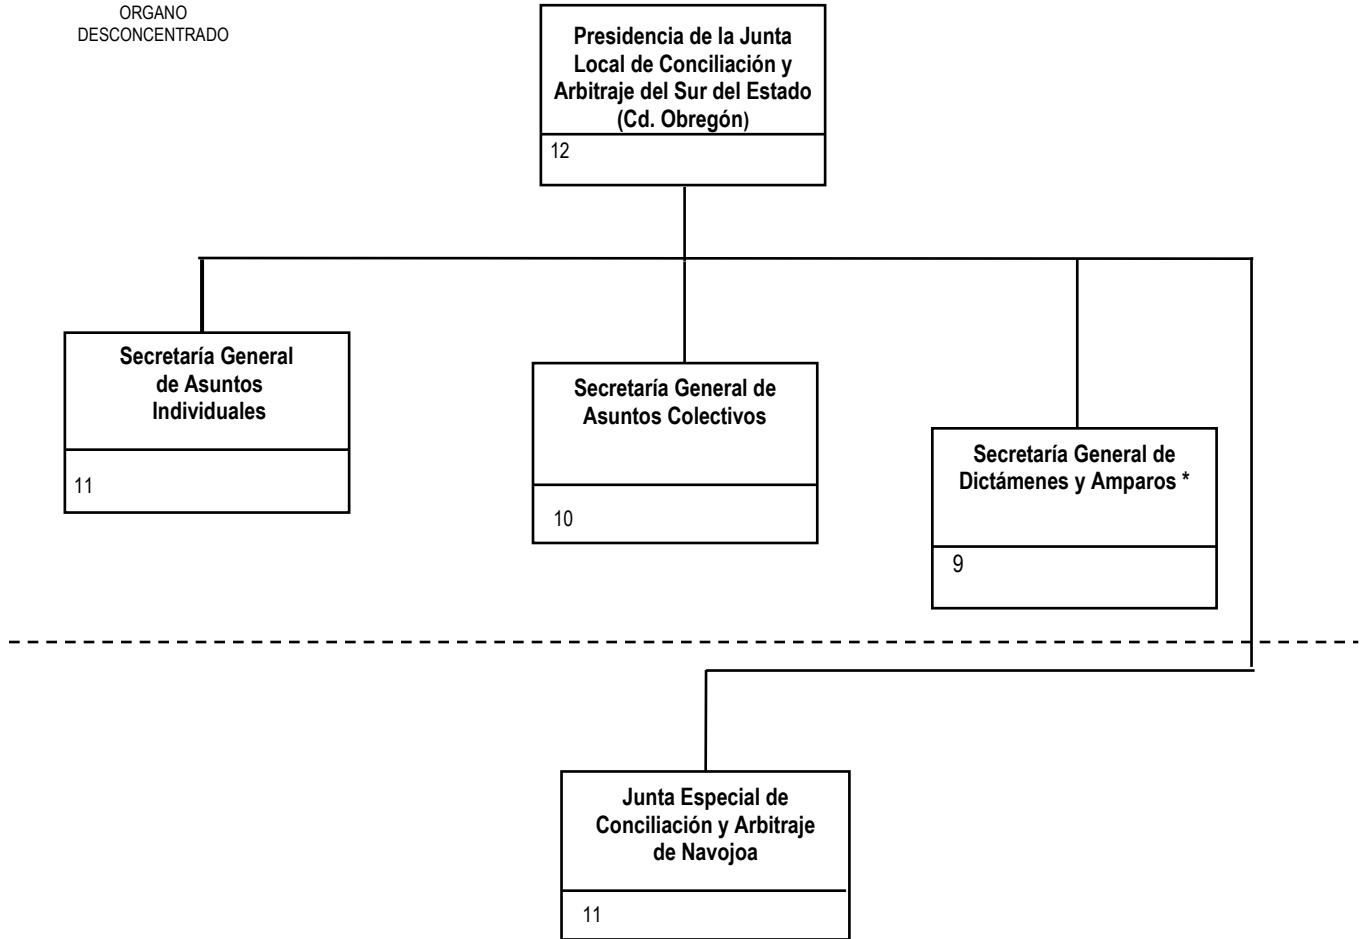 ORGANO
DESCONCENTRADO
Presidencia de la Junta
Local de Conciliación y
Arbitraje del Sur del Estado
(Cd. Obregón)
12
Secretaría General
de Asuntos
Individuales
11
Secretaría General de
Asuntos Colectivos
10
Secretaría General de
Dictámenes y Amparos *
9
Junta Especial de
Conciliación y Arbitraje
de Navojoa
11